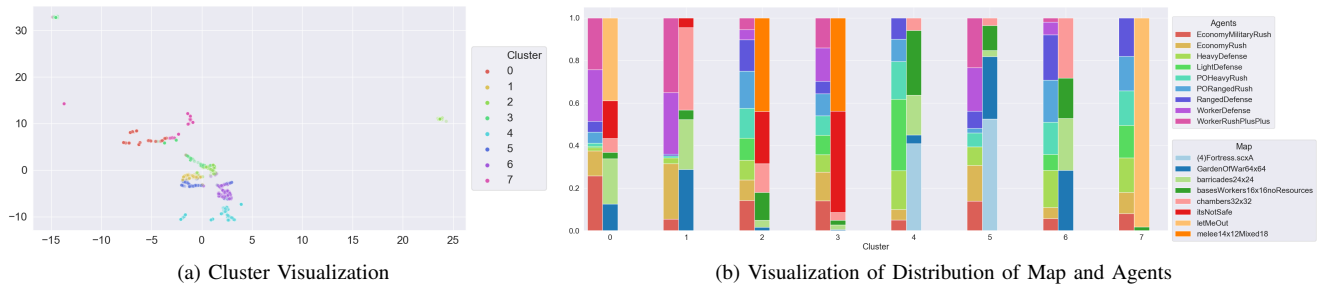 30
20
10
0
−10
−15
−10
−5
0
5
10
15
20
25
Cluster
0
1
2
3
4
5
6
7
(a) Cluster Visualization
1.0
0.8
0.6
0.4
0.2
0.0
0
1
2
3
4
5
6
7
Cluster
Agents
EconomyMilitaryRush
EconomyRush
HeavyDefense
LightDefense
POHeavyRush
PORangedRush
RangedDefense
WorkerDefense
WorkerRushPlusPlus
Map
(4)Fortress.scxA
GardenOfWar64x64
barricades24x24
basesWorkers16x16noResources
chambers32x32
itsNotSafe
letMeOut
melee14x12Mixed18
(b) Visualization of Distribution of Map and Agents